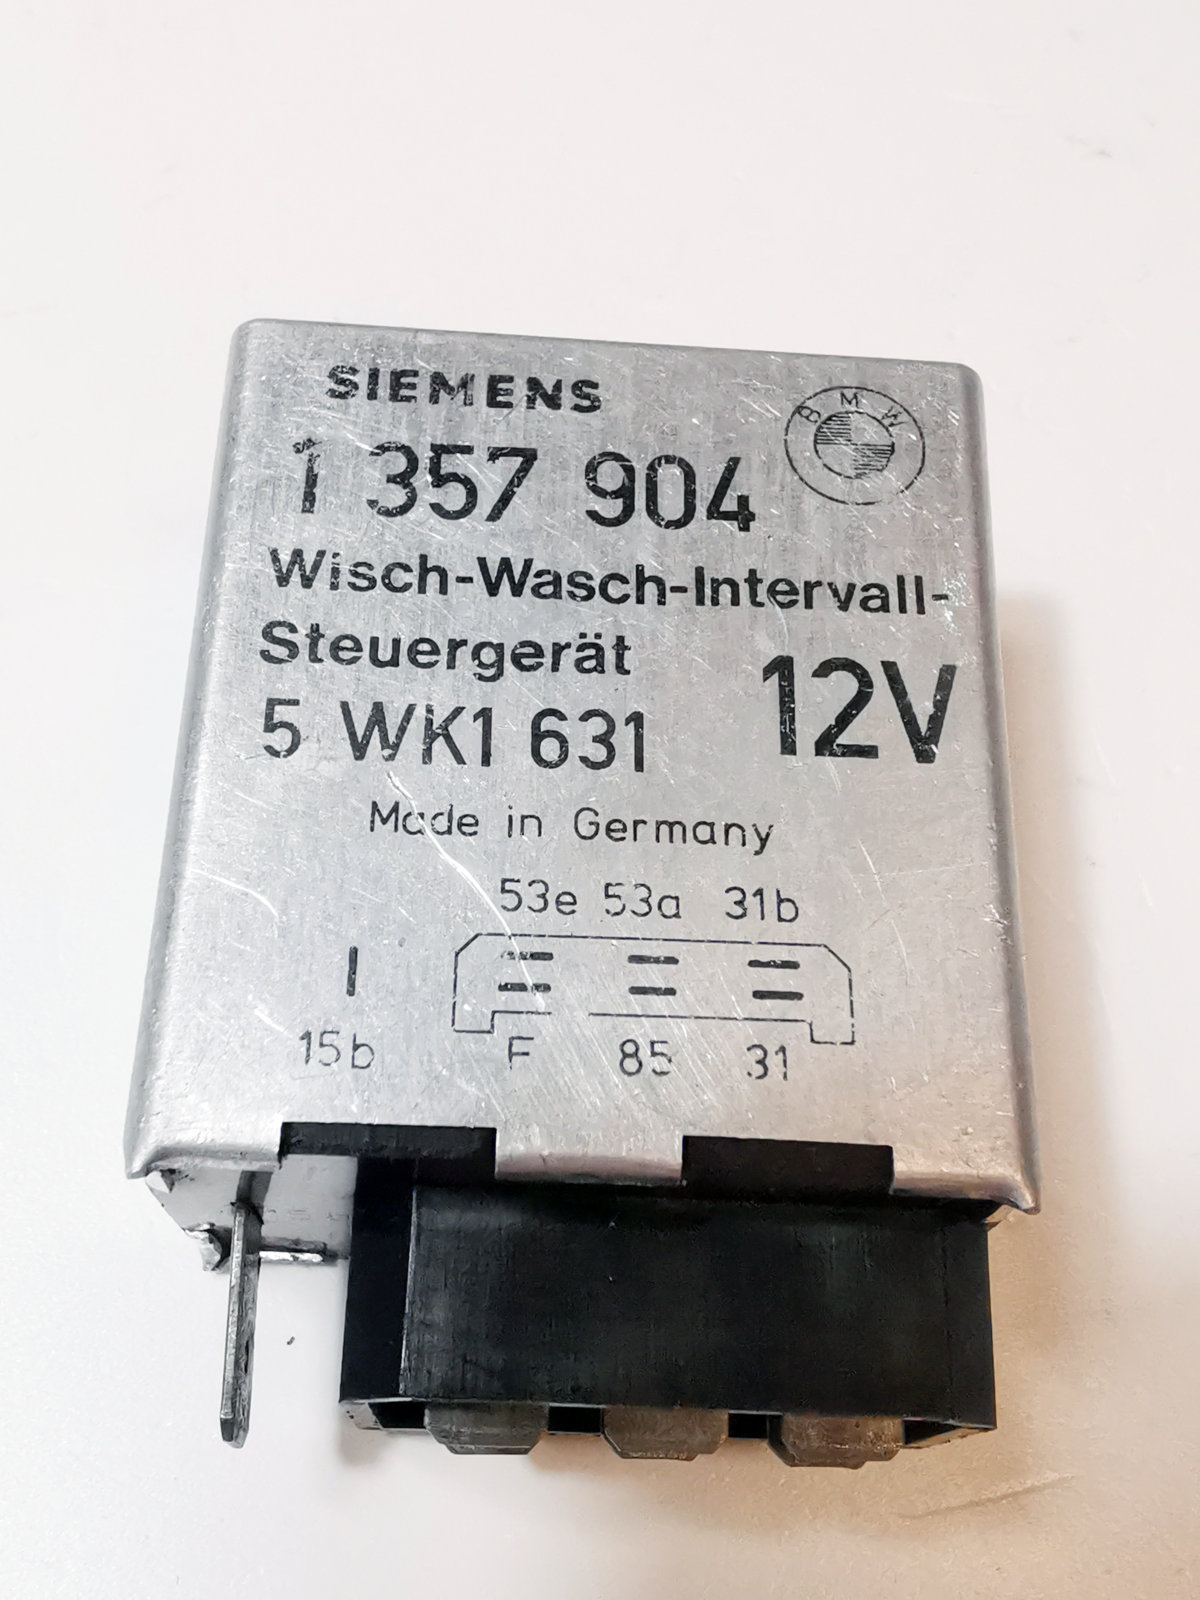 SIEMENS
BMW
1 357 904
Wisch-Wasch-Intervall-
Steuergerät
12V
5 WK1 631
Made in Germany
53e 53a 31b
15b F 85 31